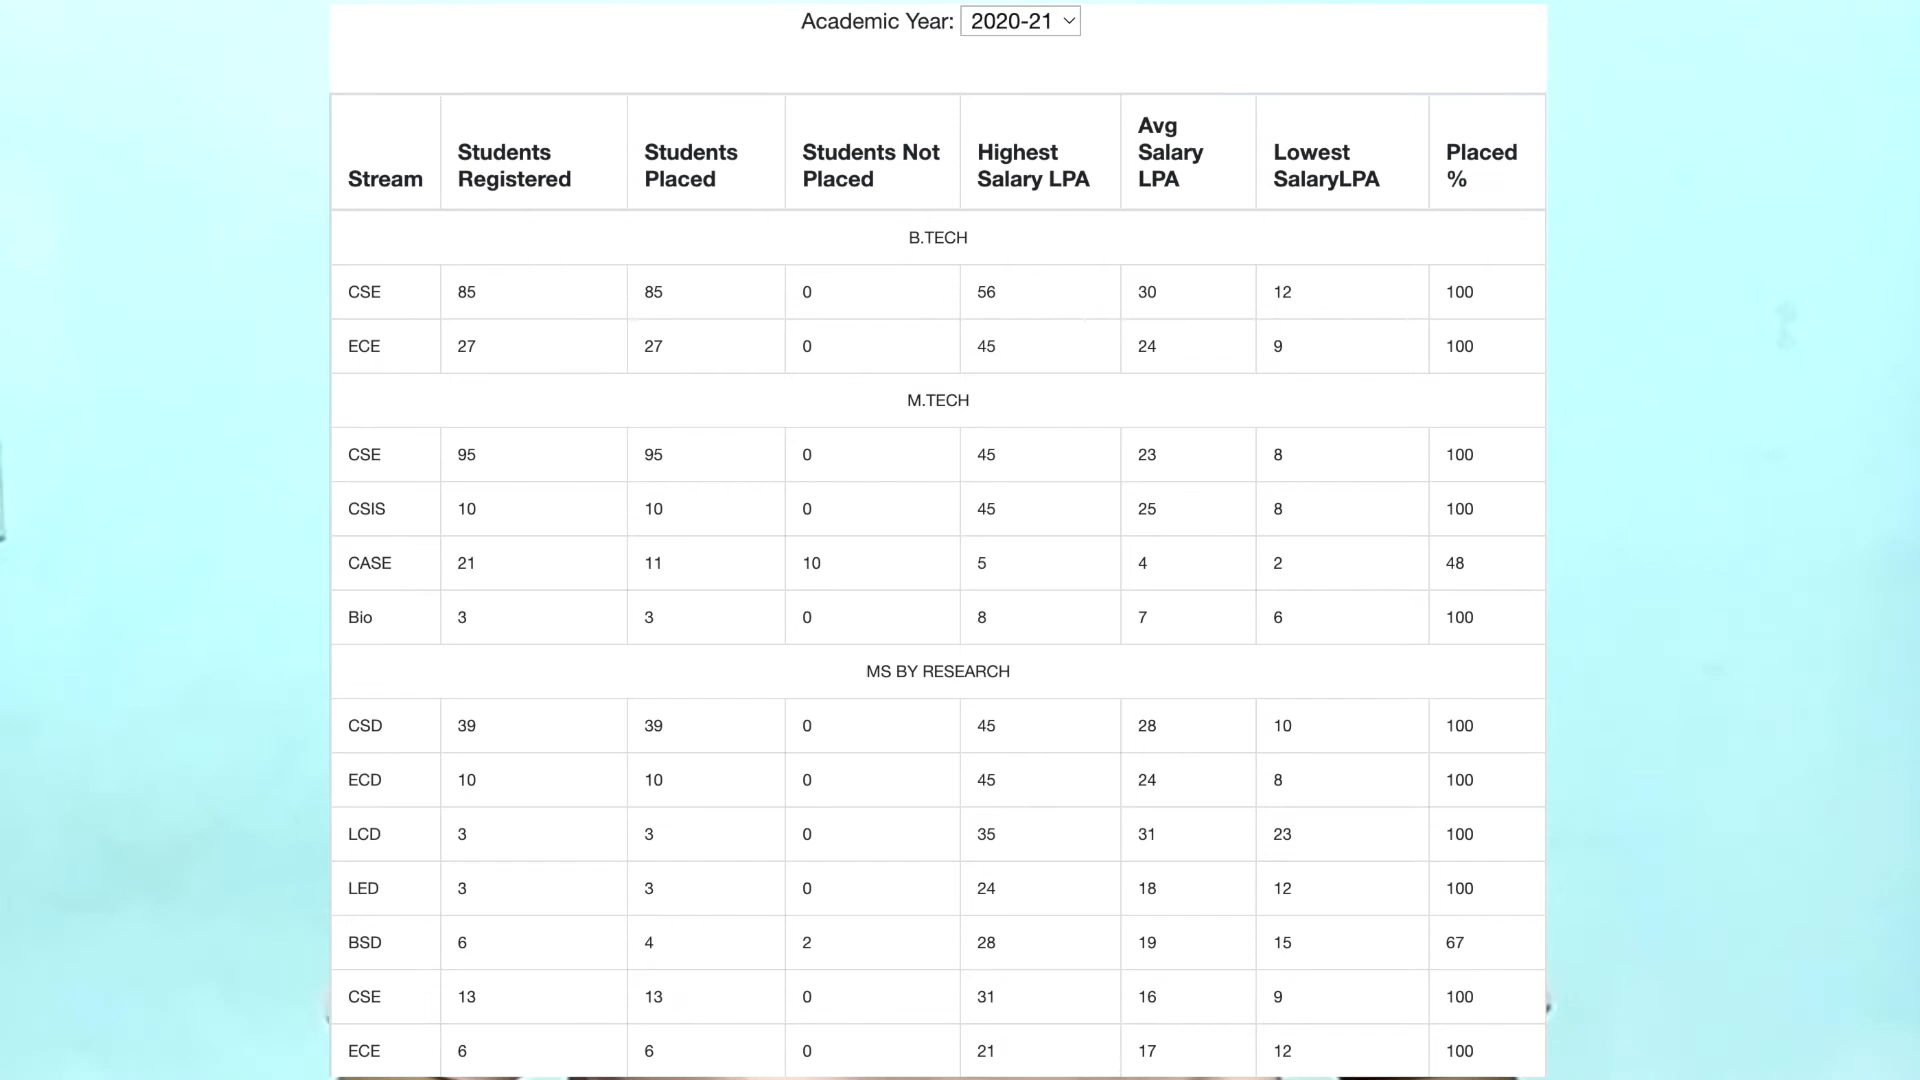 Academic Year: 2020-21
Stream Students Registered Students Placed Students Not Placed Highest Salary LPA Avg Salary LPA Lowest SalaryLPA Placed %
B.TECH
CSE 85 85 0 56 30 12 100
ECE 27 27 0 45 24 9 100
M.TECH
CSE 95 95 0 45 23 8 100
CSIS 10 10 0 45 25 8 100
CASE 21 11 10 5 4 2 48
Bio 3 3 0 8 7 6 100
MS BY RESEARCH
CSD 39 39 0 45 28 10 100
ECD 10 10 0 45 24 8 100
LCD 3 3 0 35 31 23 100
LED 3 3 0 24 18 12 100
BSD 6 4 2 28 19 15 67
CSE 13 13 0 31 16 9 100
ECE 6 6 0 21 17 12 100